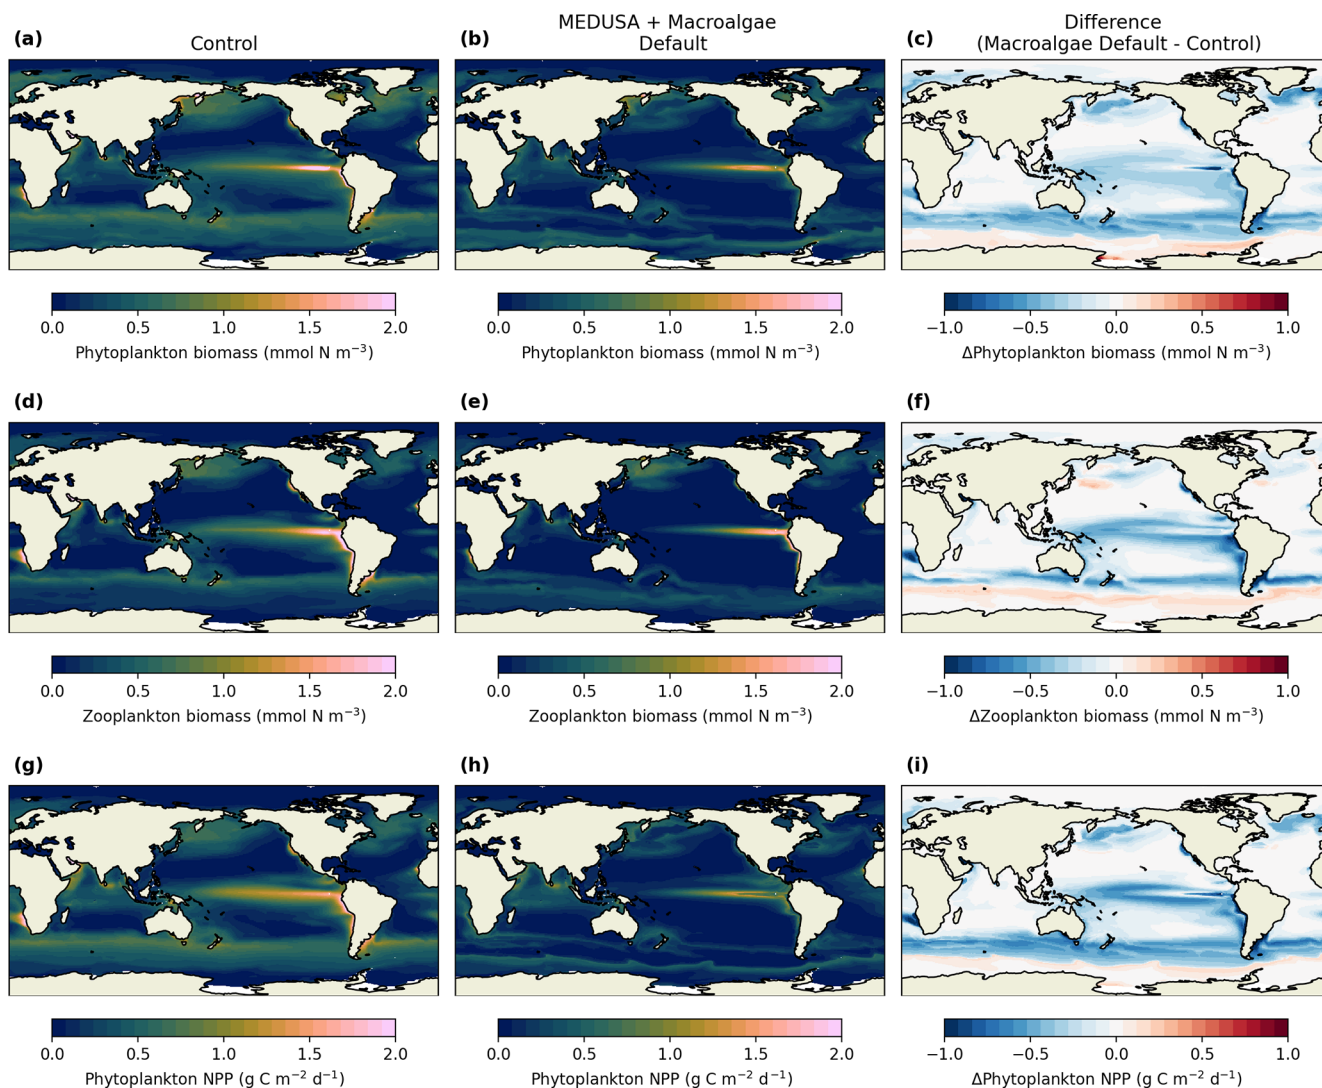 (a) Control
(b) MEDUSA + Macroalgae
Default
(c) Difference
(Macroalgae Default - Control)
0.0 0.5 1.0 1.5 2.0
Phytoplankton biomass (mmol N m⁻³)
0.0 0.5 1.0 1.5 2.0
Phytoplankton biomass (mmol N m⁻³)
−1.0 −0.5 0.0 0.5 1.0
ΔPhytoplankton biomass (mmol N m⁻³)
(d)
(e)
(f)
0.0 0.5 1.0 1.5 2.0
Zooplankton biomass (mmol N m⁻³)
0.0 0.5 1.0 1.5 2.0
Zooplankton biomass (mmol N m⁻³)
−1.0 −0.5 0.0 0.5 1.0
ΔZooplankton biomass (mmol N m⁻³)
(g)
(h)
(i)
0.0 0.5 1.0 1.5 2.0
Phytoplankton NPP (g C m⁻² d⁻¹)
0.0 0.5 1.0 1.5 2.0
Phytoplankton NPP (g C m⁻² d⁻¹)
−1.0 −0.5 0.0 0.5 1.0
ΔPhytoplankton NPP (g C m⁻² d⁻¹)